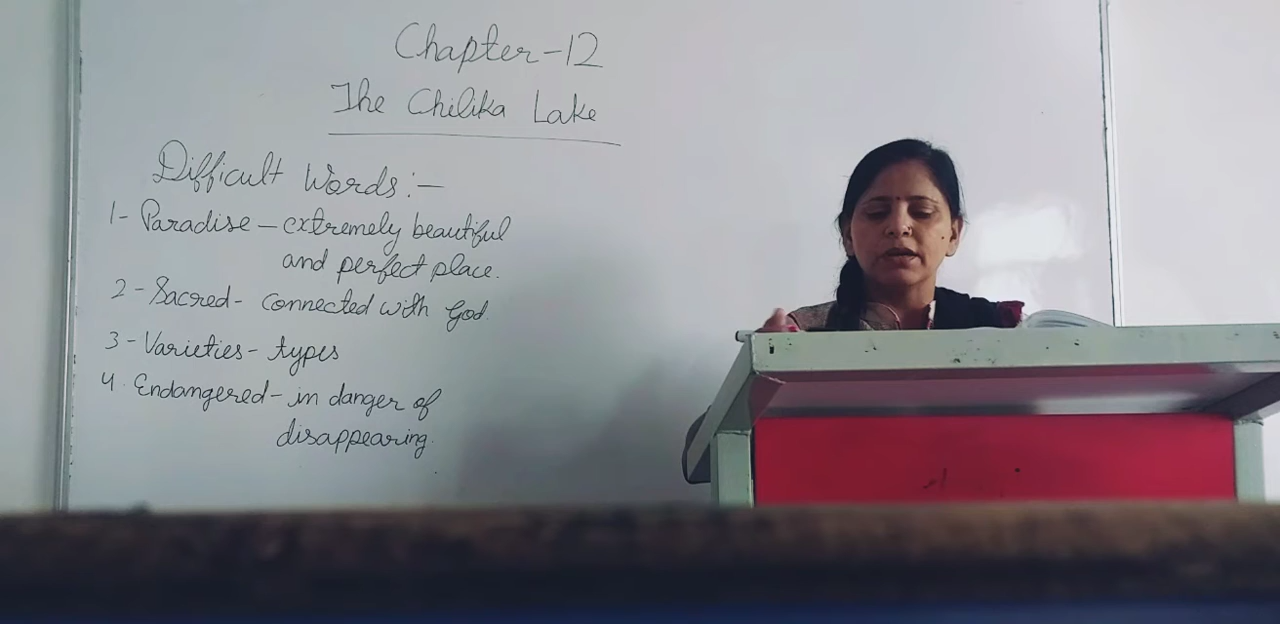 Chapter-12
The Chilika Lake
Difficult Words:-
1- Paradise - extremely beautiful
and perfect place.
2- Sacred- connected with God.
3- Varieties- types
4. Endangered- in danger of
disappearing.